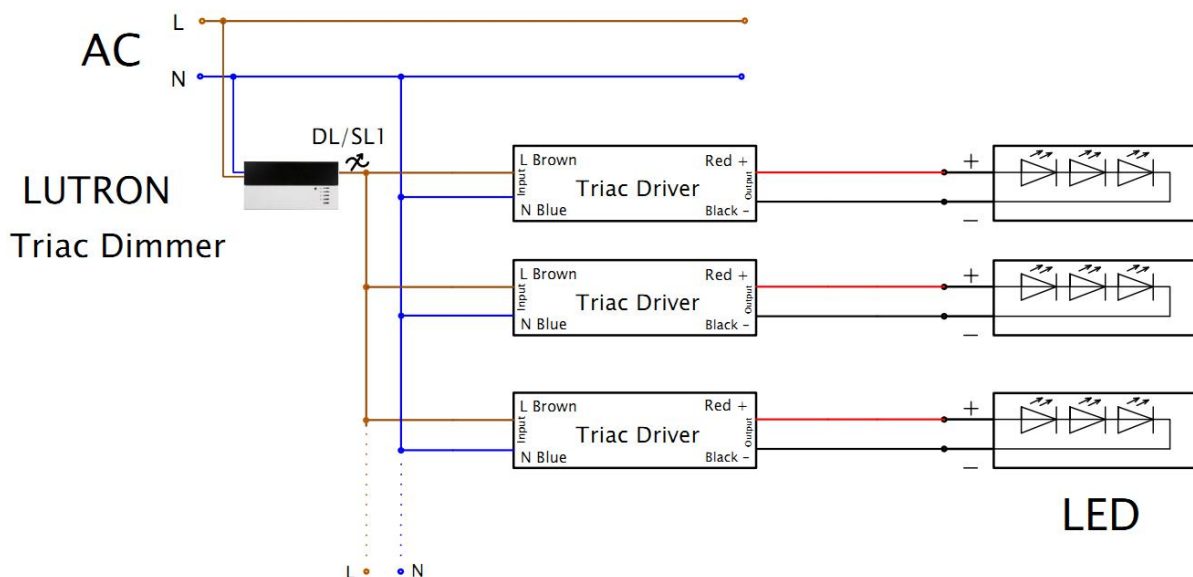 L
AC
N
DL/SL1
LUTRON
Triac Dimmer
L Brown
Red +
Input
Triac Driver
Output
N Blue
Black -
+
-
L Brown
Red +
Input
Triac Driver
Output
N Blue
Black -
+
-
L Brown
Red +
Input
Triac Driver
Output
N Blue
Black -
+
-
LED
L
N